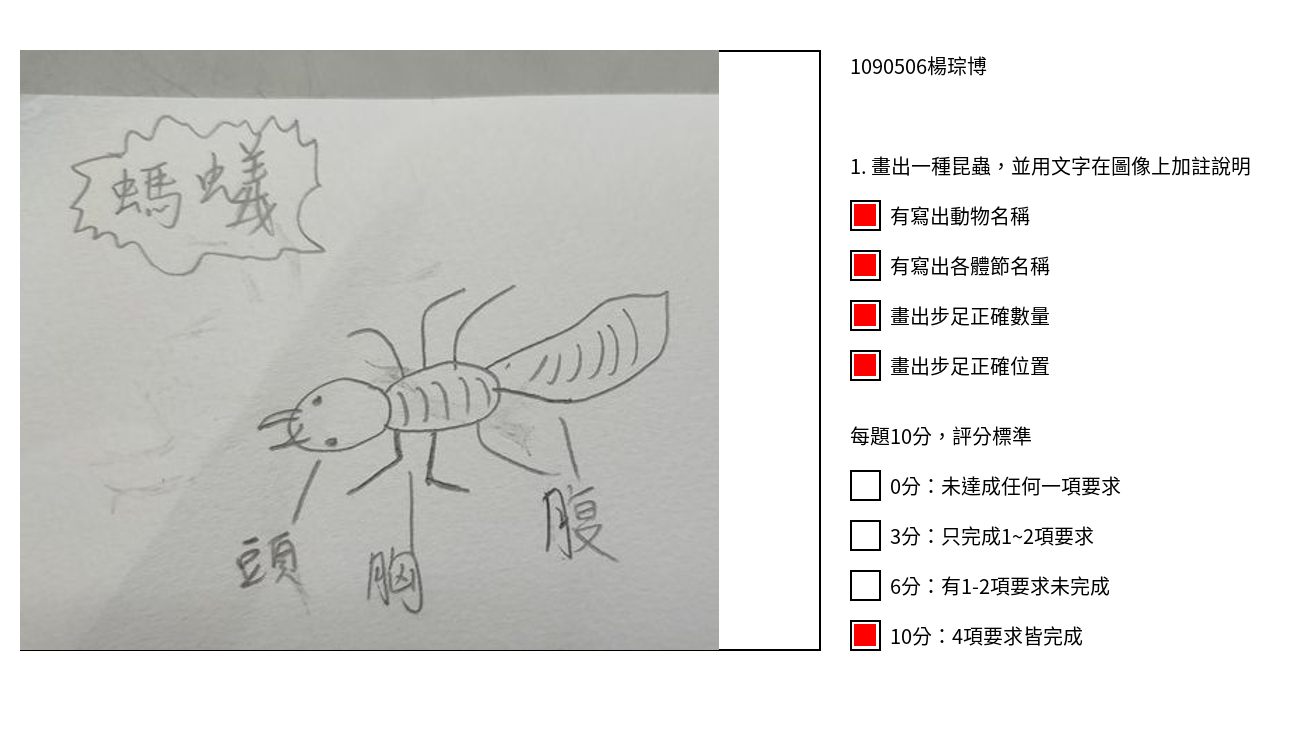 螞蟻
頭
胸
腹
1090506楊琮博
1. 畫出一種昆蟲，並用文字在圖像上加註說明
有寫出動物名稱
有寫出各體節名稱
畫出步足正確數量
畫出步足正確位置
每題10分，評分標準
0分：未達成任何一項要求
3分：只完成1~2項要求
6分：有1-2項要求未完成
10分：4項要求皆完成